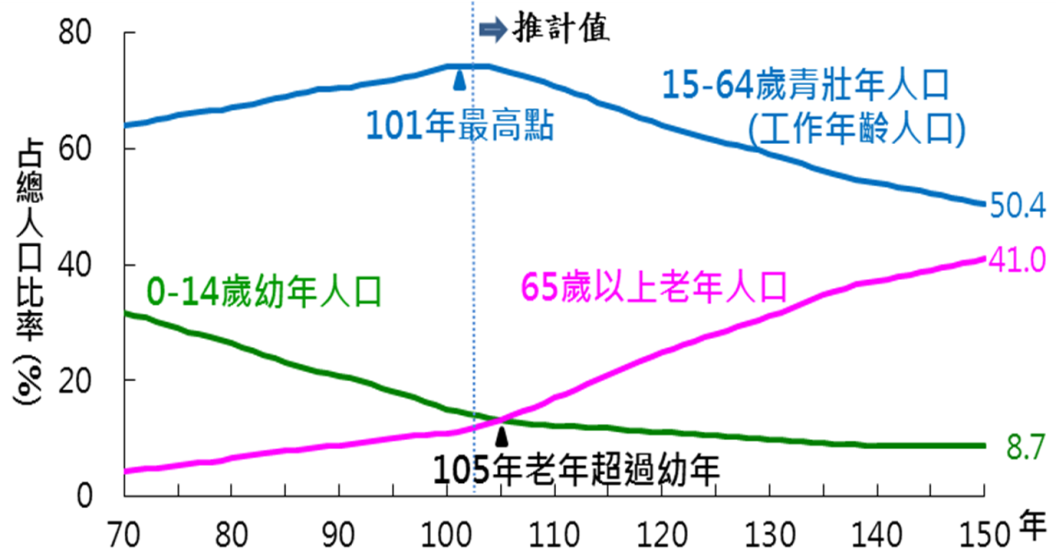 80
推計值
15-64歲青壯年人口
(工作年齡人口)
101年最高點
60
占總人口比率(%)
50.4
40
41.0
0-14歲幼年人口
65歲以上老年人口
20
8.7
105年老年超過幼年
0
70 80 90 100 110 120 130 140 150 年